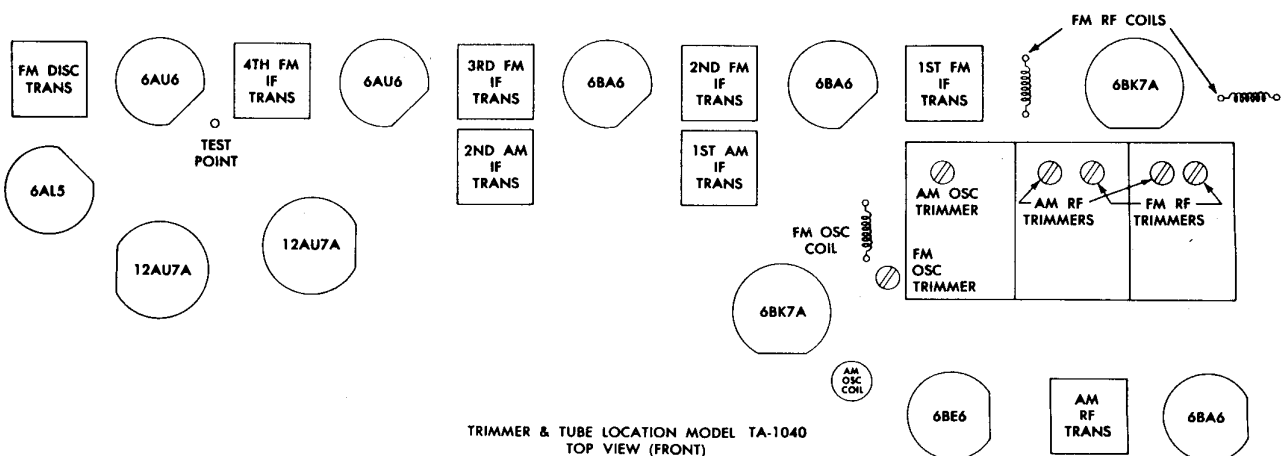 FM RF COILS
FM DISC
TRANS
6AU6
4TH FM
IF
TRANS
6AU6
3RD FM
IF
TRANS
6BA6
2ND FM
IF
TRANS
6BA6
1ST FM
IF
TRANS
6BK7A
TEST
POINT
2ND AM
IF
TRANS
1ST AM
IF
TRANS
6AL5
AM OSC
TRIMMER
AM RF
TRIMMERS
FM RF
TRIMMERS
12AU7A
12AU7A
FM OSC
COIL
FM
OSC
TRIMMER
6BK7A
AM
OSC
COIL
6BE6
AM
RF
TRANS
6BA6
TRIMMER & TUBE LOCATION MODEL TA-1040
TOP VIEW (FRONT)